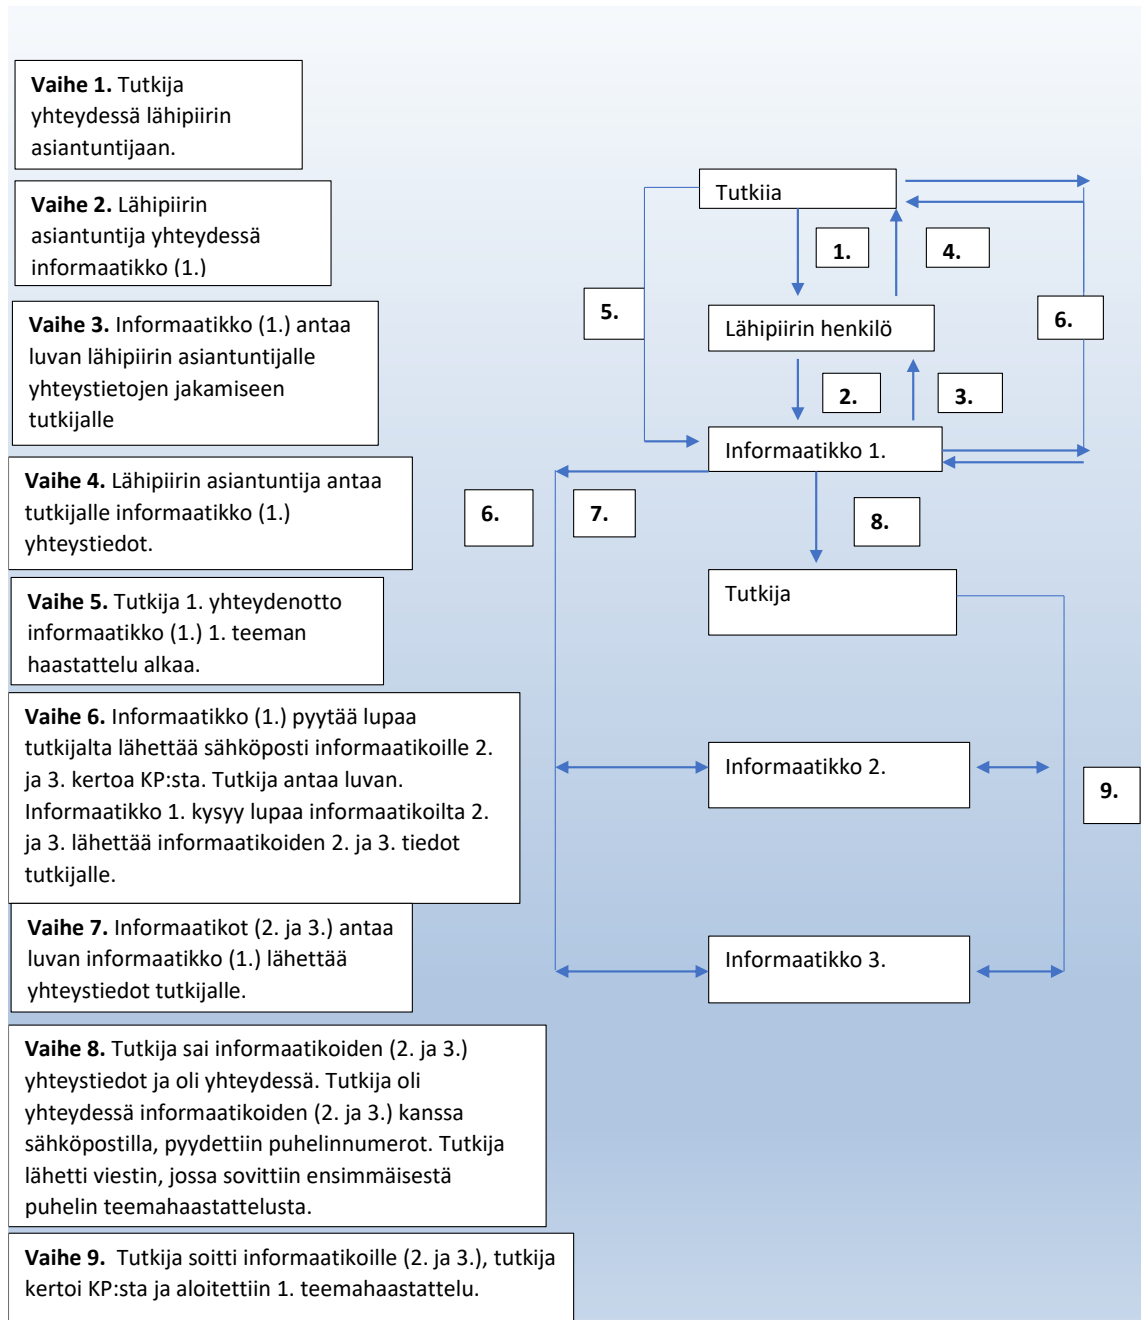 Vaihe 1. Tutkija
yhteydessä lähipiirin
asiantuntijaan.
Vaihe 2. Lähipiirin
asiantuntija yhteydessä
informaatikko (1.)
Vaihe 3. Informaatikko (1.) antaa
luvan lähipiirin asiantuntijalle
yhteystietojen jakamiseen
tutkijalle
Vaihe 4. Lähipiirin asiantuntija antaa
tutkijalle informaatikko (1.)
yhteystiedot.
Vaihe 5. Tutkija 1. yhteydenotto
informaatikko (1.) 1. teeman
haastattelu alkaa.
Vaihe 6. Informaatikko (1.) pyytää lupaa
tutkijalta lähettää sähköposti informaatikoille 2.
ja 3. kertoa KP:sta. Tutkija antaa luvan.
Informaatikko 1. kysyy lupaa informaatikoilta 2.
ja 3. lähettää informaatikoiden 2. ja 3. tiedot
tutkijalle.
Vaihe 7. Informaatikot (2. ja 3.) antaa
luvan informaatikko (1.) lähettää
yhteystiedot tutkijalle.
Vaihe 8. Tutkija sai informaatikoiden (2. ja 3.)
yhteystiedot ja oli yhteydessä. Tutkija oli
yhteydessä informaatikoiden (2. ja 3.) kanssa
sähköpostilla, pyydettiin puhelinnumerot. Tutkija
lähetti viestin, jossa sovittiin ensimmäisestä
puhelin teemahaastattelusta.
Vaihe 9. Tutkija soitti informaatikoille (2. ja 3.), tutkija
kertoi KP:sta ja aloitettiin 1. teemahaastattelu.
Tutkiia
1.
4.
5.
Lähipiirin henkilö
6.
2.
3.
Informaatikko 1.
6.
7.
8.
Tutkija
Informaatikko 2.
9.
Informaatikko 3.